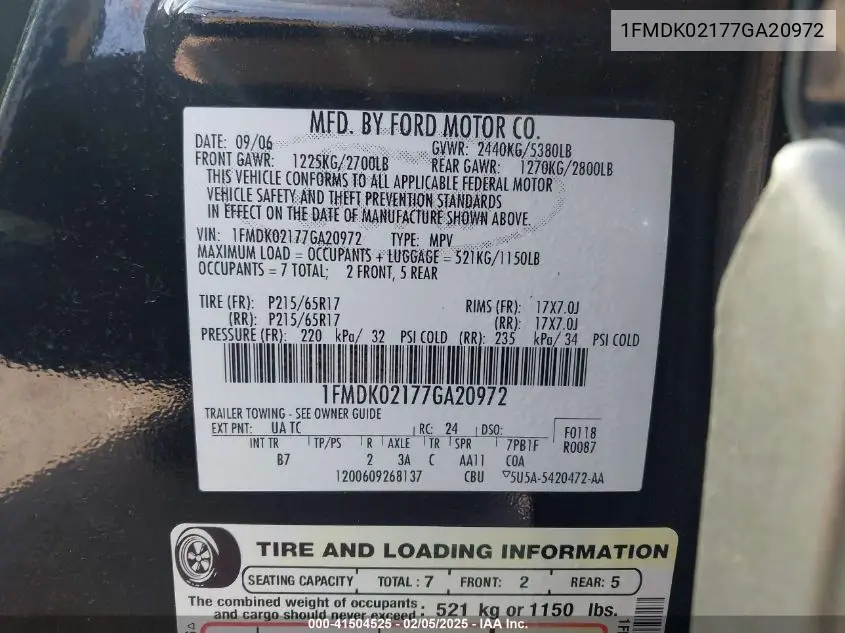 1FMDK02177GA20972
MFD. BY FORD MOTOR CO.
DATE: 09/06 GVWR: 2440KG/5380LB
FRONT GAWR: 1225KG/2700LB REAR GAWR: 1270KG/2800LB
THIS VEHICLE CONFORMS TO ALL APPLICABLE FEDERAL MOTOR
VEHICLE SAFETY AND THEFT PREVENTION STANDARDS
IN EFFECT ON THE DATE OF MANUFACTURE SHOWN ABOVE.
VIN: 1FMDK02177GA20972 TYPE: MPV
MAXIMUM LOAD = OCCUPANTS + LUGGAGE = 521KG/1150LB
OCCUPANTS = 7 TOTAL; 2 FRONT, 5 REAR
TIRE (FR): P215/65R17 RIMS (FR): 17X7.0J
(RR): P215/65R17 (RR): 17X7.0J
PRESSURE (FR): 220 kPa/ 32 PSI COLD (RR): 235 kPa/ 34 PSI COLD
1FMDK02177GA20972
TRAILER TOWING - SEE OWNER GUIDE
EXT PNT: UA TC RC: 24 DSO: F0118
INT TR TP/PS R AXLE TR SPR 7PB1F R0087
B7 2 3A C AA11 C0A
1200609268137 CBU 5U5A-5420472-AA
TIRE AND LOADING INFORMATION
SEATING CAPACITY TOTAL : 7 FRONT: 2 REAR: 5
The combined weight of occupants
and cargo should never exceed : 521 kg or 1150 lbs.
000-41504525 - 02/05/2025 - IAA, Inc.